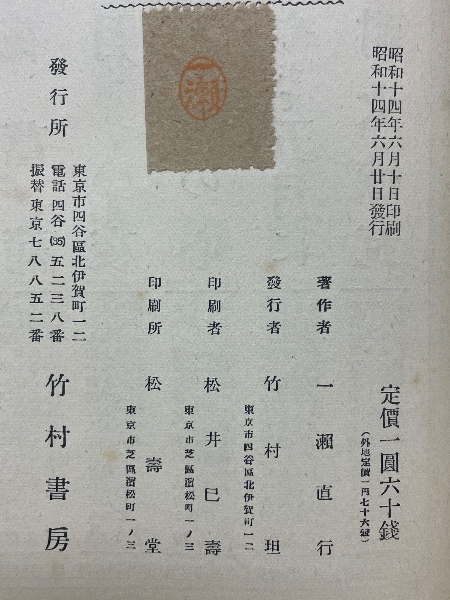 昭和十四年六月十日印刷
昭和十四年六月廿日發行
定價一圓六十錢
(外地定價一円七十六錢)
著作者 一瀬直行
發行者 竹村坦
東京市四谷區北伊賀町一二
印刷者 松井巳壽
東京市芝區濱松町一ノ三
印刷所 松壽堂
東京市芝區濱松町一ノ三
一瀬
發行所 竹村書房
東京市四谷區北伊賀町一二
電話四谷(35)五二三八番
振替東京七八八五二番